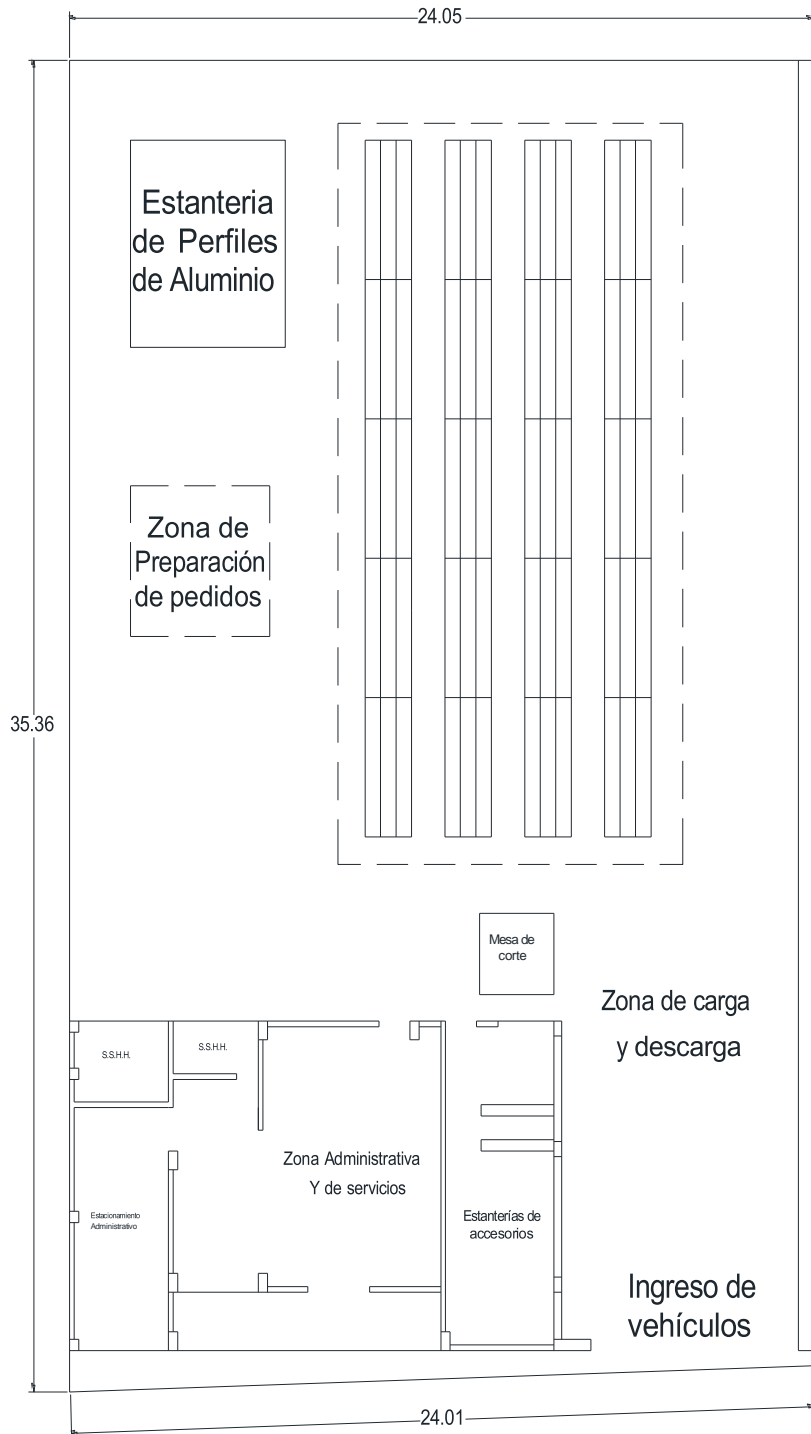 24.05
Estanteria
de Perfiles
de Aluminio
Zona de
Preparación
de pedidos
35.36
Mesa de
corte
Zona de carga
y descarga
S.S.H.H.
S.S.H.H.
Zona Administrativa
Y de servicios
Estacionamiento
Administrativo
Estanterías de
accesorios
Ingreso de
vehículos
24.01